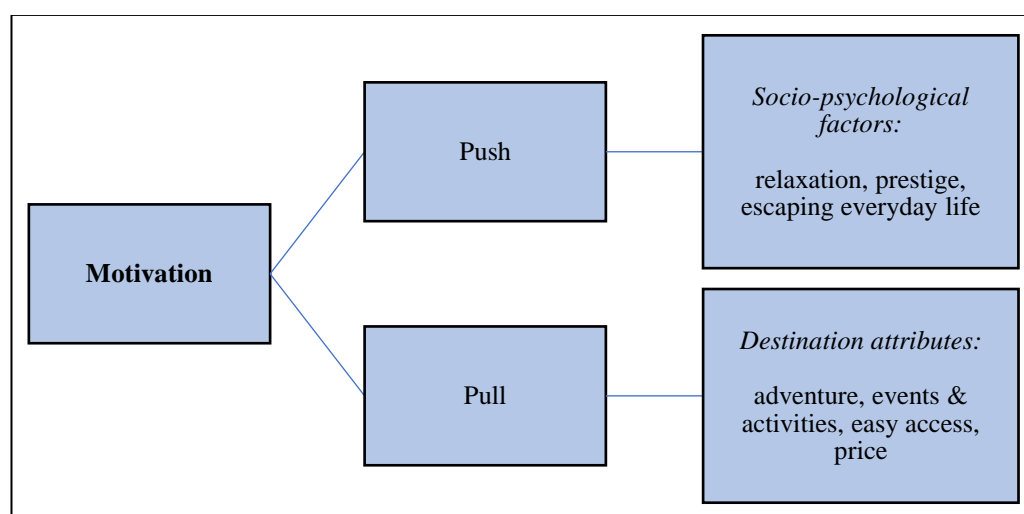 Motivation
Push
Socio-psychological
factors:
relaxation, prestige,
escaping everyday life
Pull
Destination attributes:
adventure, events &
activities, easy access,
price